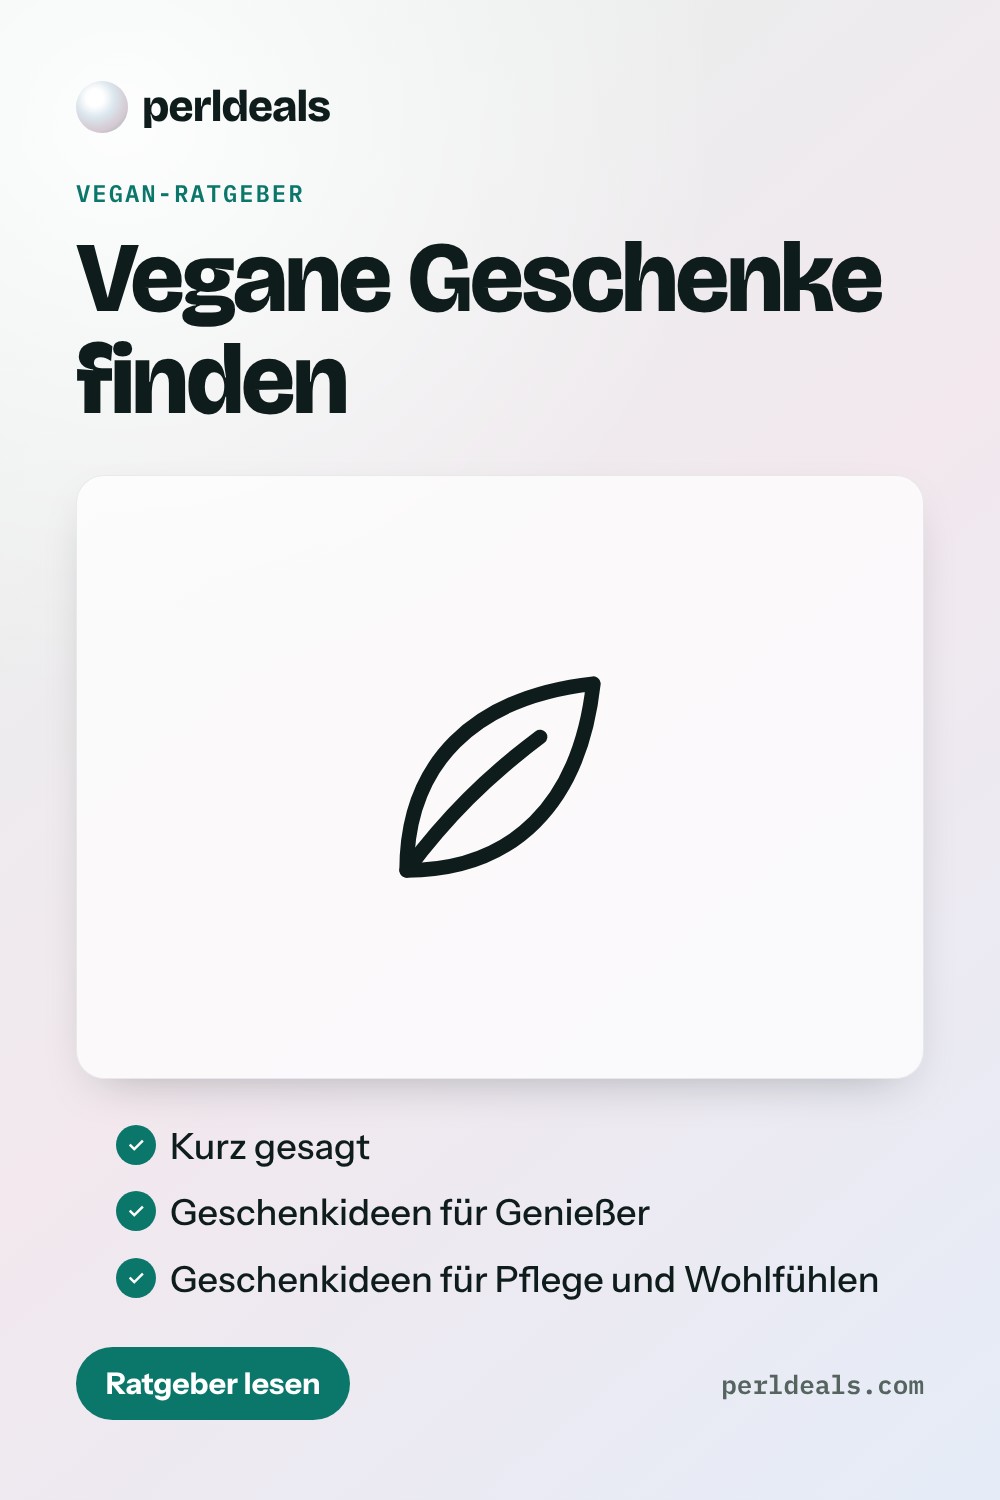 perldeals
VEGAN-RATGEBER
Vegane Geschenke
finden
Kurz gesagt
Geschenkideen für Genießer
Geschenkideen für Pflege und Wohlfühlen
Ratgeber lesen
perldeals.com